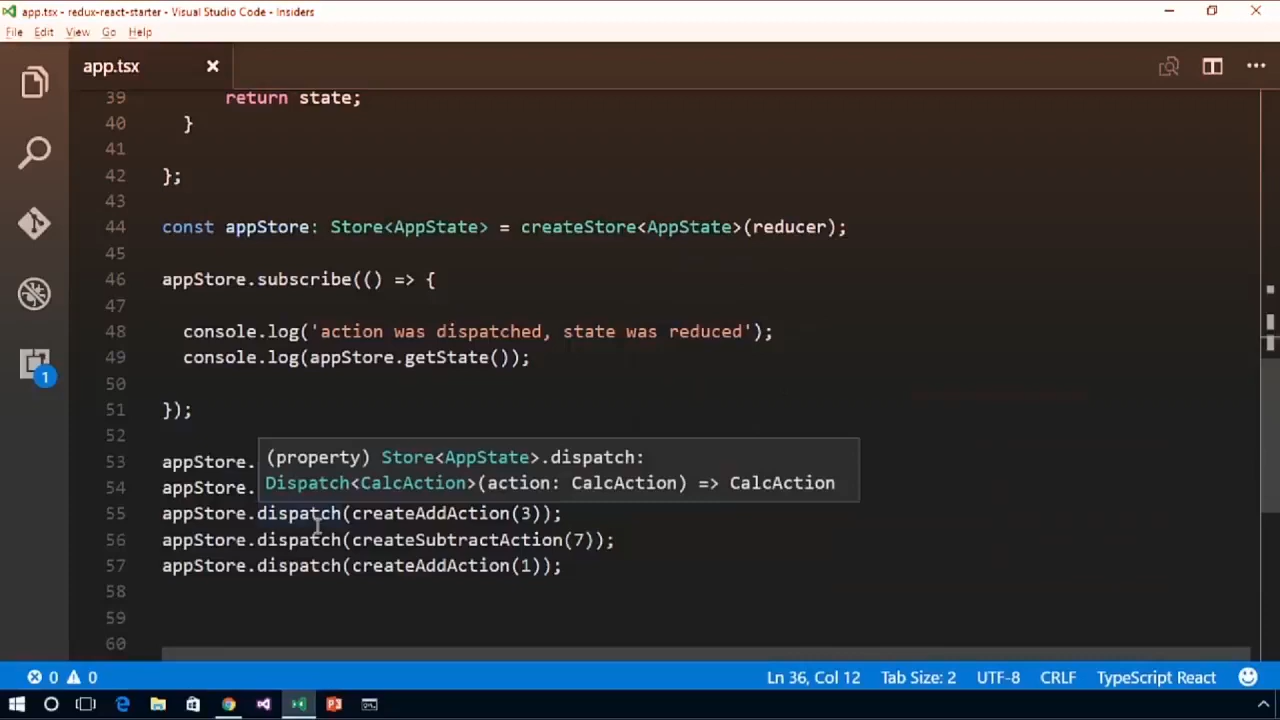 app.tsx - redux-react-starter - Visual Studio Code - Insiders
File Edit View Go Help
app.tsx
39 return state;
40 }
41
42 };
43
44 const appStore: Store<AppState> = createStore<AppState>(reducer);
45
46 appStore.subscribe(() => {
47
48 console.log('action was dispatched, state was reduced');
49 console.log(appStore.getState());
50
51 });
52
(property) Store<AppState>.dispatch:
Dispatch<CalcAction>(action: CalcAction) => CalcAction
53 appStore.
54 appStore.
55 appStore.dispatch(createAddAction(3));
56 appStore.dispatch(createSubtractAction(7));
57 appStore.dispatch(createAddAction(1));
58
59
60
1
0 0 Ln 36, Col 12 Tab Size: 2 UTF-8 CRLF TypeScript React